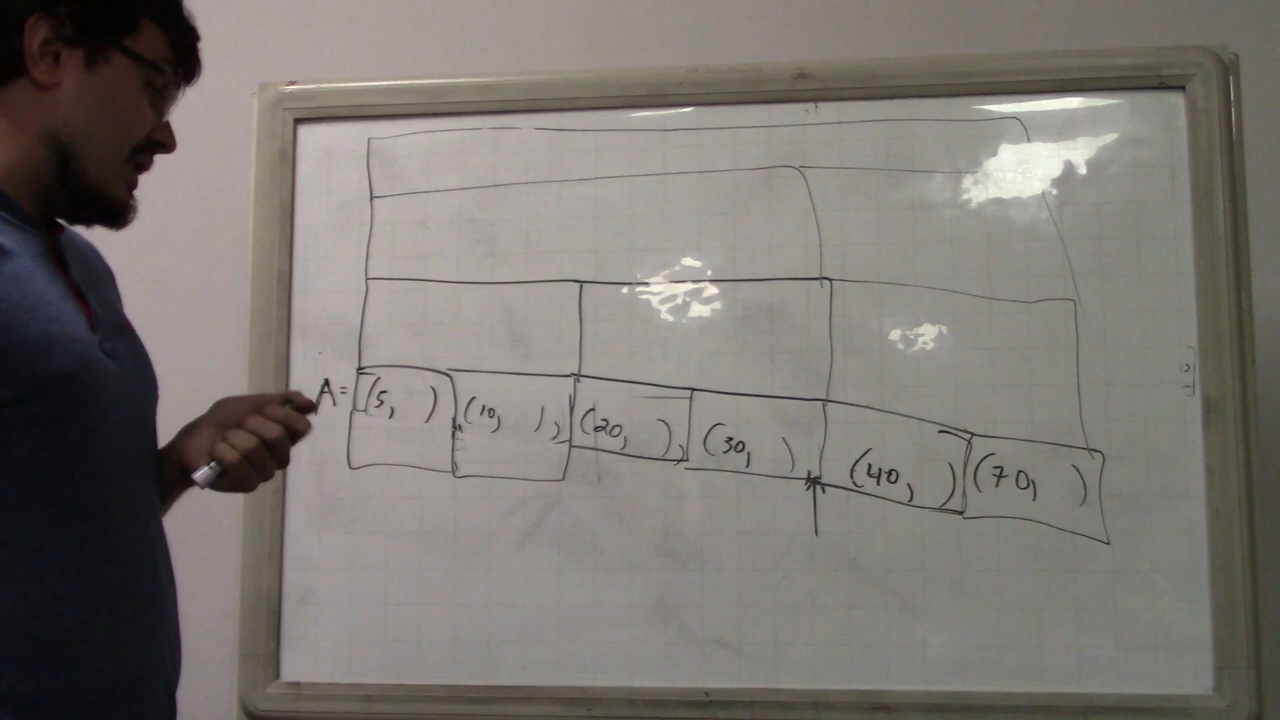 A=[(5, ), (10, ), (20, ), (30, ) (40, ) (70, )